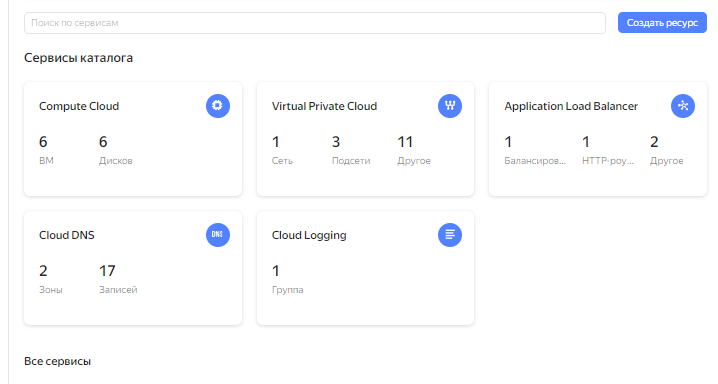 Поиск по сервисам
Создать ресурс
Сервисы каталога
Compute Cloud
6 6
ВМ Дисков
Virtual Private Cloud
1 3 11
Сеть Подсети Другое
Application Load Balancer
1 1 2
Балансиров... HTTP-роу... Другое
Cloud DNS
DNS
2 17
Зоны Записей
Cloud Logging
1
Группа
Все сервисы